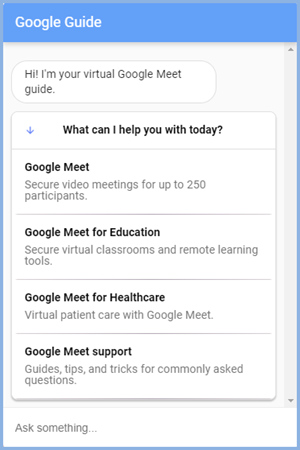 Google Guide
Hi! I'm your virtual Google Meet
guide.
What can I help you with today?
Google Meet
Secure video meetings for up to 250
participants.
Google Meet for Education
Secure virtual classrooms and remote learning
tools.
Google Meet for Healthcare
Virtual patient care with Google Meet.
Google Meet support
Guides, tips, and tricks for commonly asked
questions.
Ask something...